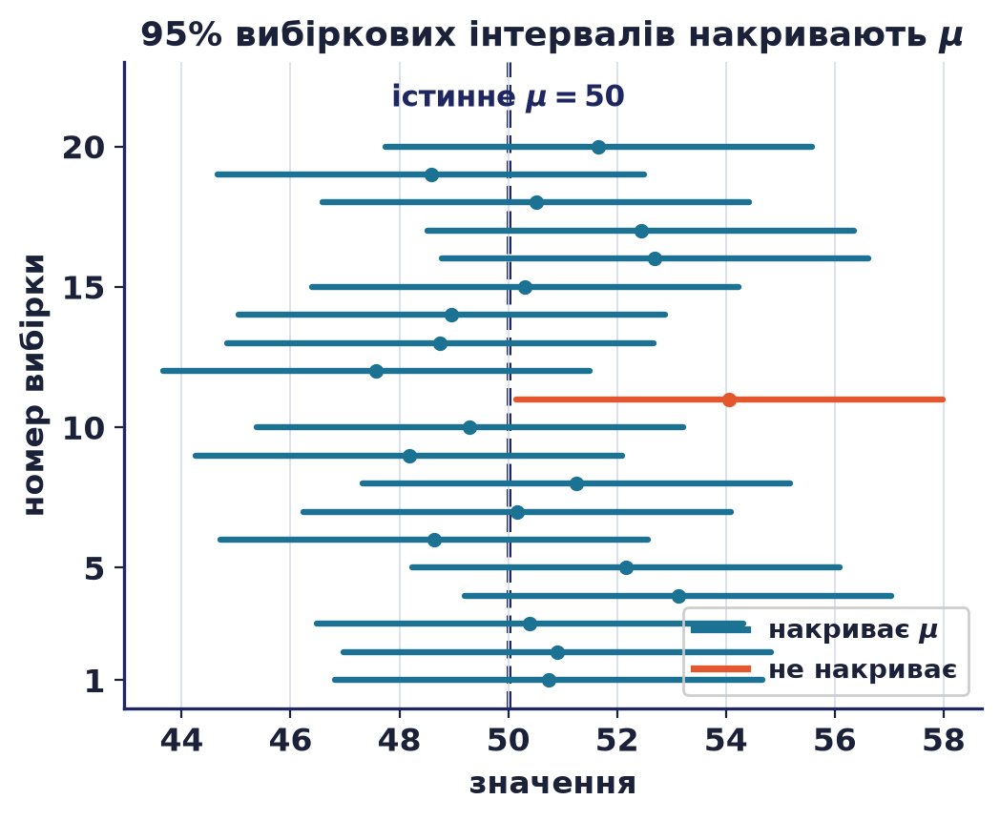 95% вибіркових інтервалів накривають μ
істинне μ = 50
номер вибірки
20
15
10
5
1
накриває μ
не накриває
44 46 48 50 52 54 56 58
значення